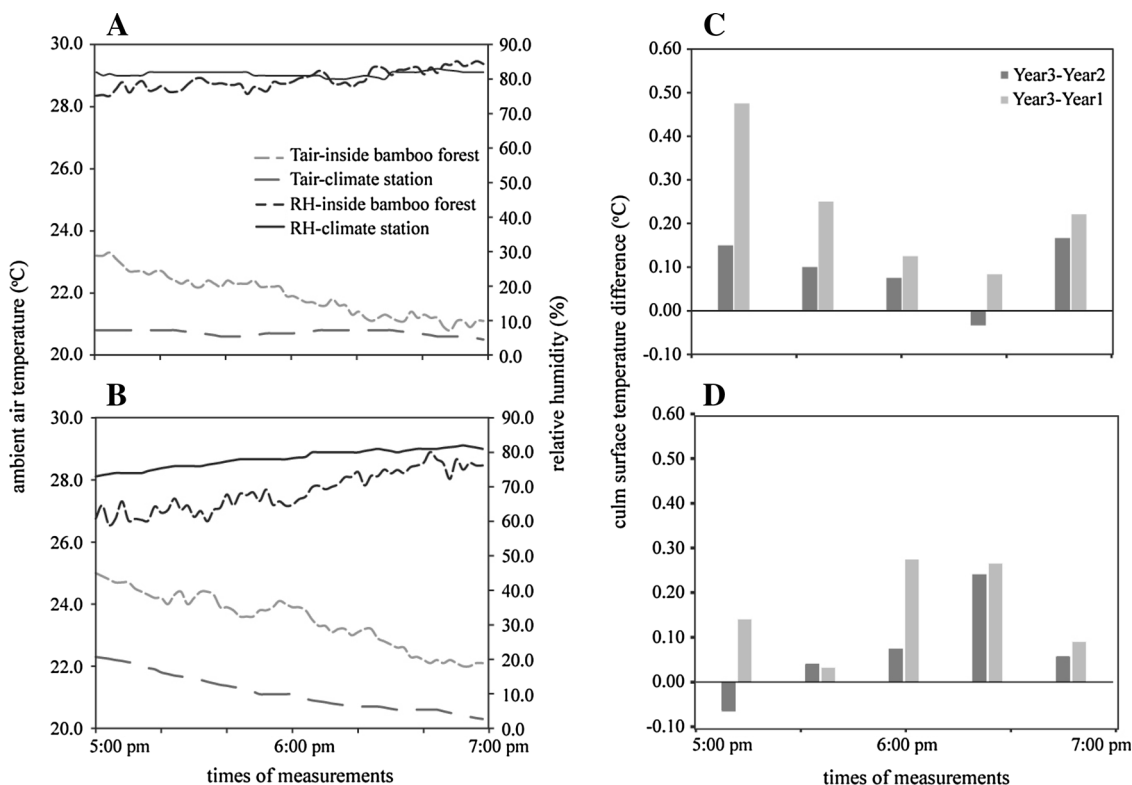 A
30.0
28.0
26.0
24.0
22.0
20.0
90.0
80.0
70.0
60.0
50.0
40.0
30.0
20.0
10.0
0.0
Tair-inside bamboo forest
Tair-climate station
RH-inside bamboo forest
RH-climate station
B
30.0
28.0
26.0
24.0
22.0
20.0
90.0
80.0
70.0
60.0
50.0
40.0
30.0
20.0
10.0
0.0
ambient air temperature (°C)
relative humidity (%)
5:00 pm 6:00 pm 7:00 pm
times of measurements
C
0.60
0.50
0.40
0.30
0.20
0.10
0.00
-0.10
Year3-Year2
Year3-Year1
D
0.60
0.50
0.40
0.30
0.20
0.10
0.00
-0.10
culm surface temperature difference (°C)
5:00 pm 6:00 pm 7:00 pm
times of measurements